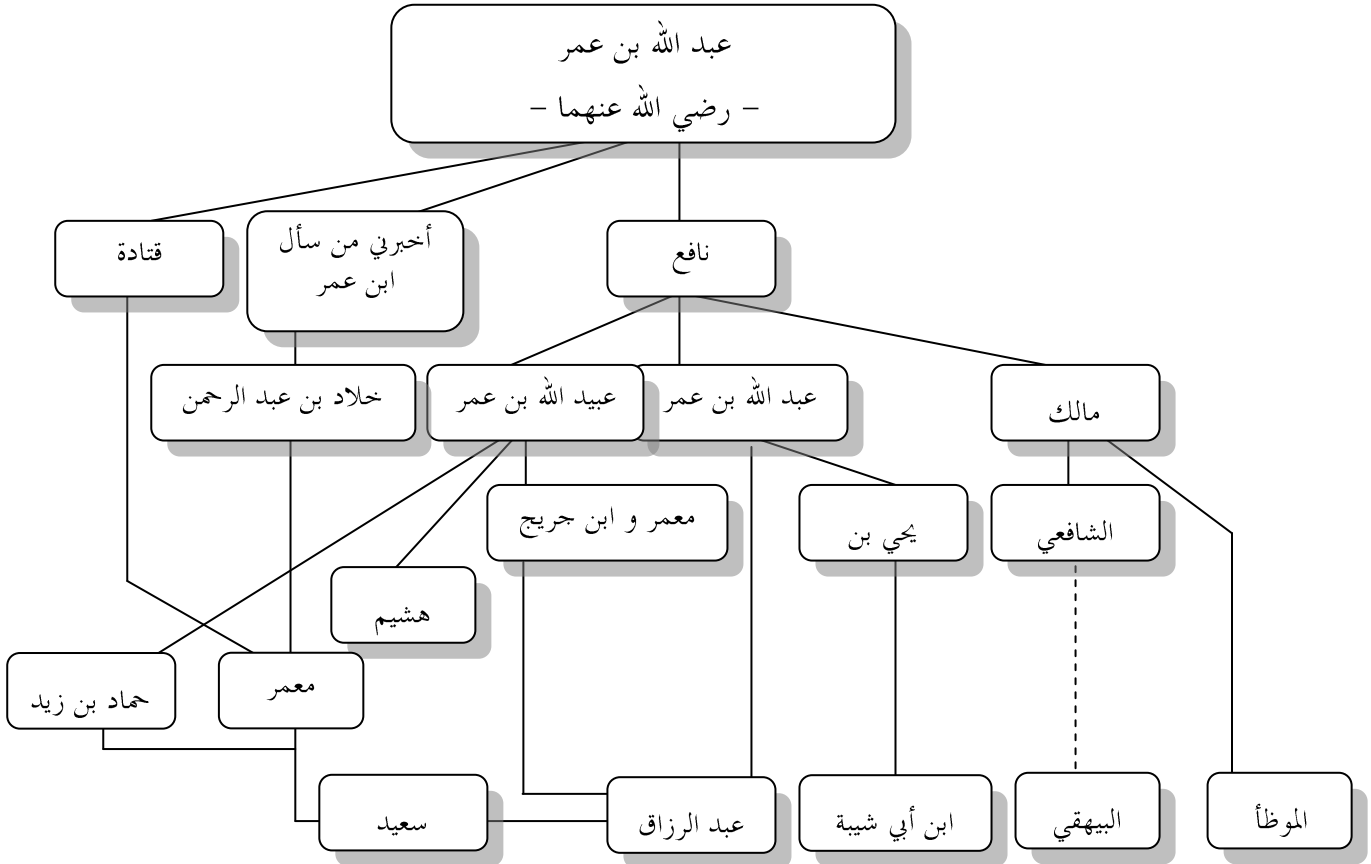 عبد الله بن عمر
– رضي الله عنهما –
نافع
أخبرني من سأل
ابن عمر
قتادة
مالك
عبد الله بن عمر
عبيد الله بن عمر
خلاد بن عبد الرحمن
الشافعي
يحي بن
معمر و ابن جريج
هشيم
معمر
حماد بن زيد
الموظأ
البيهقي
ابن أبي شيبة
عبد الرزاق
سعيد